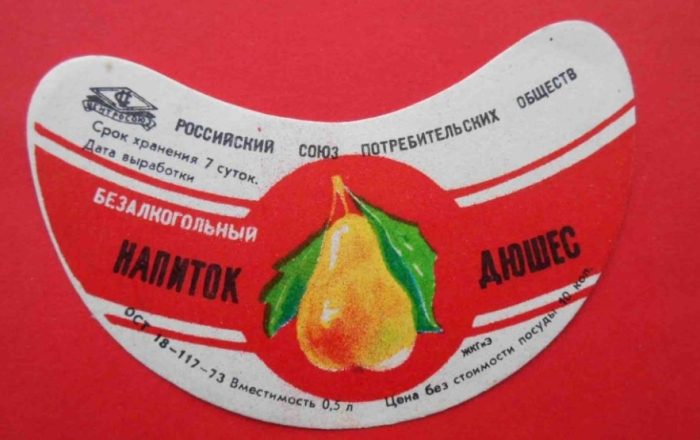 ЦЕНТРОСОЮЗ
РОССИЙСКИЙ СОЮЗ ПОТРЕБИТЕЛЬСКИХ ОБЩЕСТВ
Срок хранения 7 суток.
Дата выработки
БЕЗАЛКОГОЛЬНЫЙ
НАПИТОК ДЮШЕС
ОСТ 18-117-73 Вместимость 0,5 л
ЖКГиЭ
Цена без стоимости посуды 10 коп.